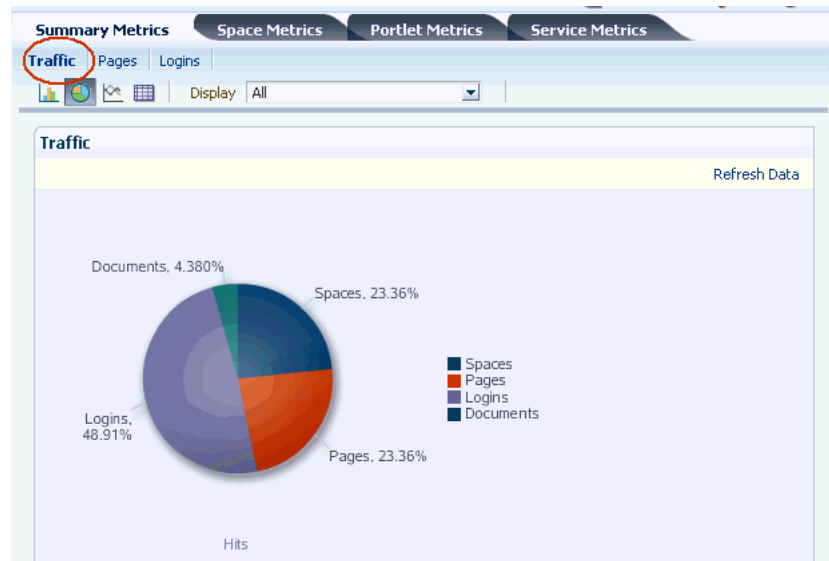 Summary Metrics Space Metrics Portlet Metrics Service Metrics
Traffic Pages Logins
Display All
Traffic
Refresh Data
Documents, 4.380%
Spaces, 23.36%
Spaces
Pages
Logins
Documents
Logins,
48.91%
Pages, 23.36%
Hits